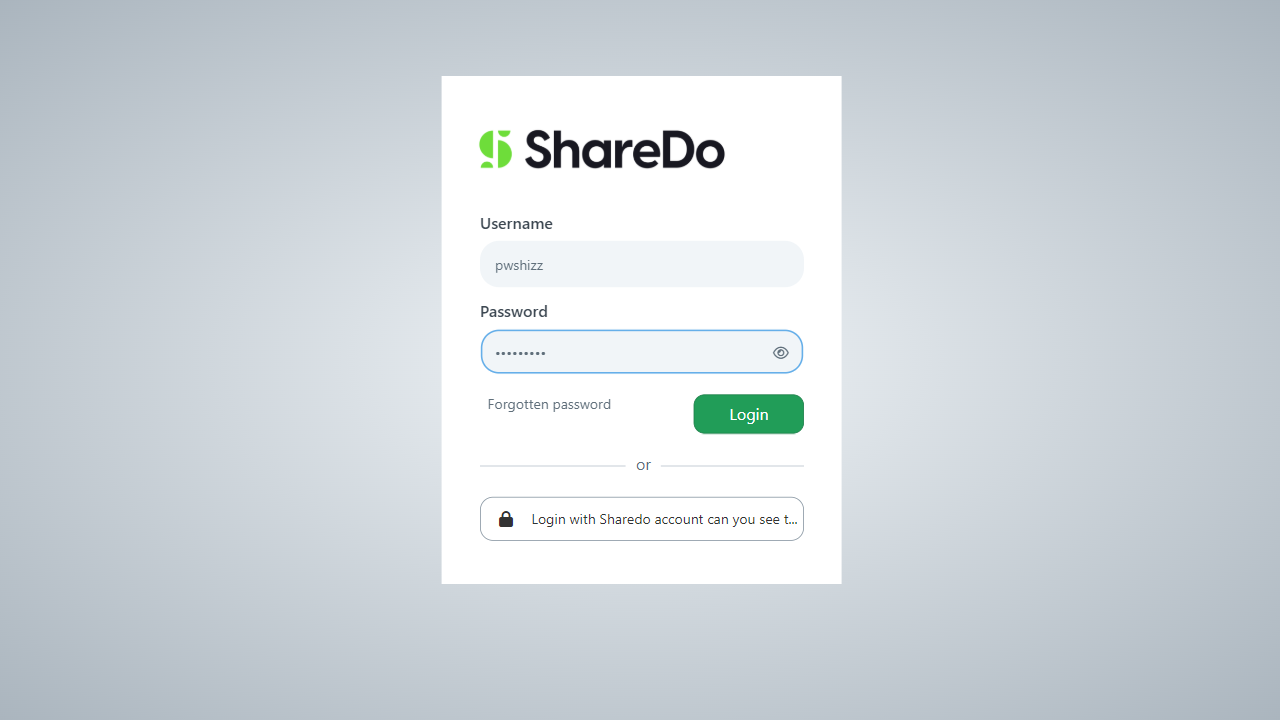 ShareDo
Username
pwshizz
Password
•••••••••
Forgotten password
Login
or
Login with Sharedo account can you see t...